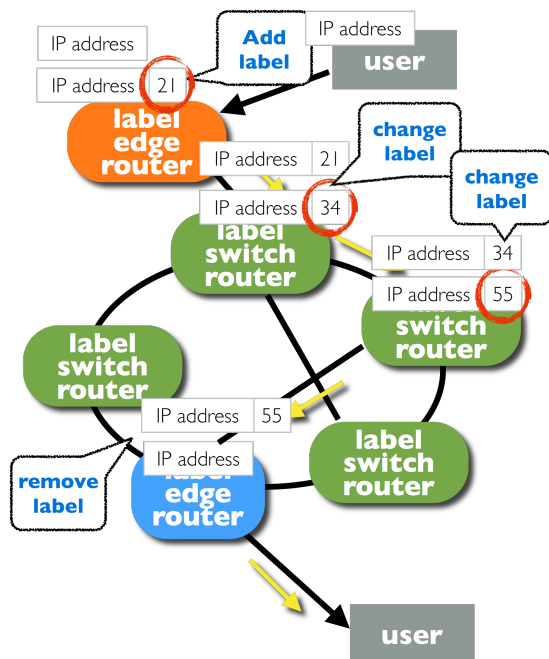 IP address
IP address
user
Add
label
IP address 21
label
edge
router
change
label
IP address 21
change
label
IP address 34
label
switch
router
IP address 34
IP address 55
label
switch
router
label
switch
router
IP address 55
IP address
label
edge
router
label
switch
router
remove
label
user